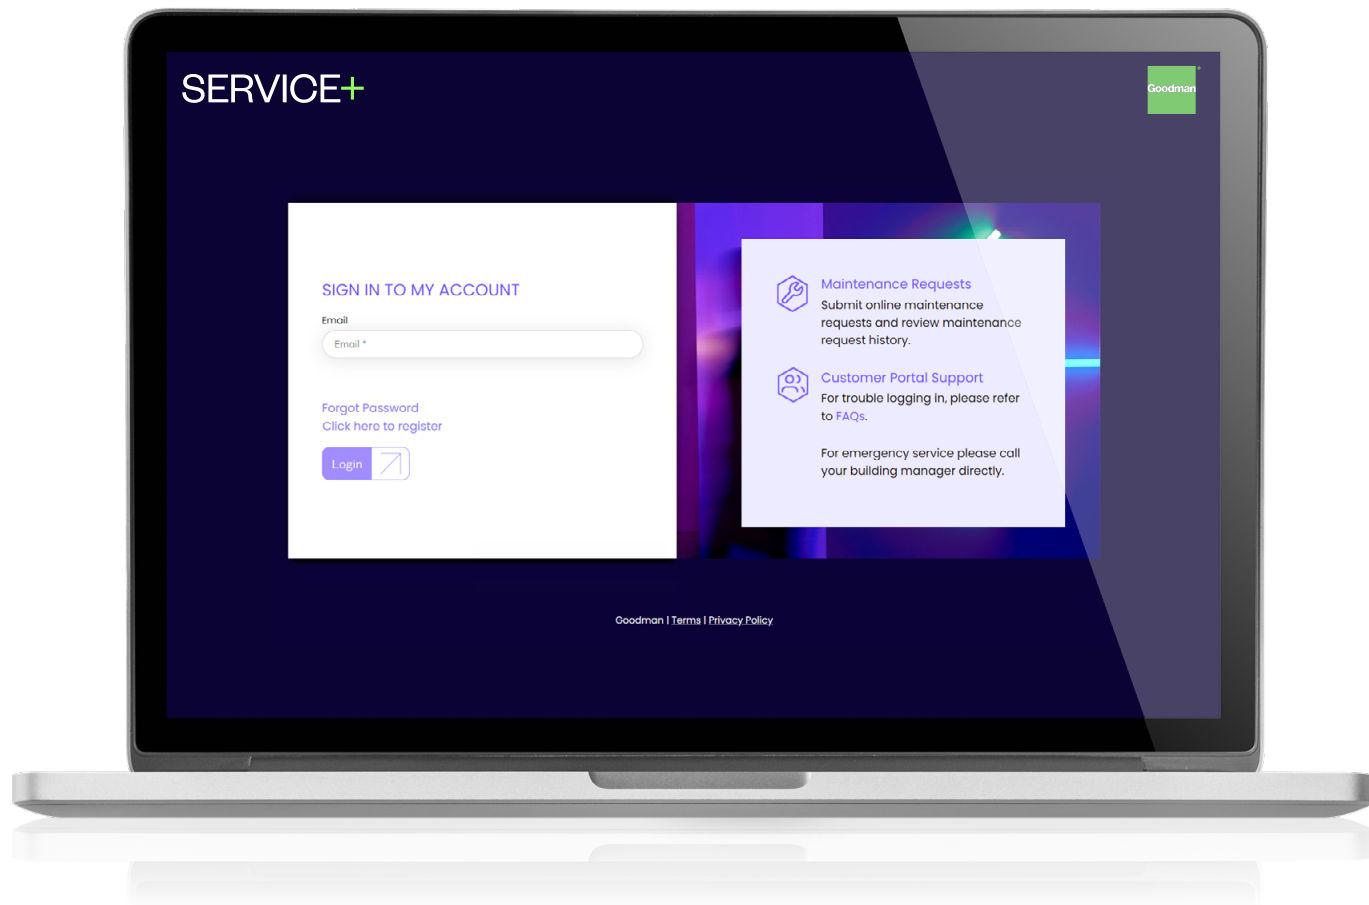 SERVICE+
Goodman
SIGN IN TO MY ACCOUNT
Email
Email *
Forgot Password
Click here to register
Login
Maintenance Requests
Submit online maintenance
requests and review maintenance
request history.
Customer Portal Support
For trouble logging in, please refer
to FAQs.
For emergency service please call
your building manager directly.
Goodman | Terms | Privacy Policy